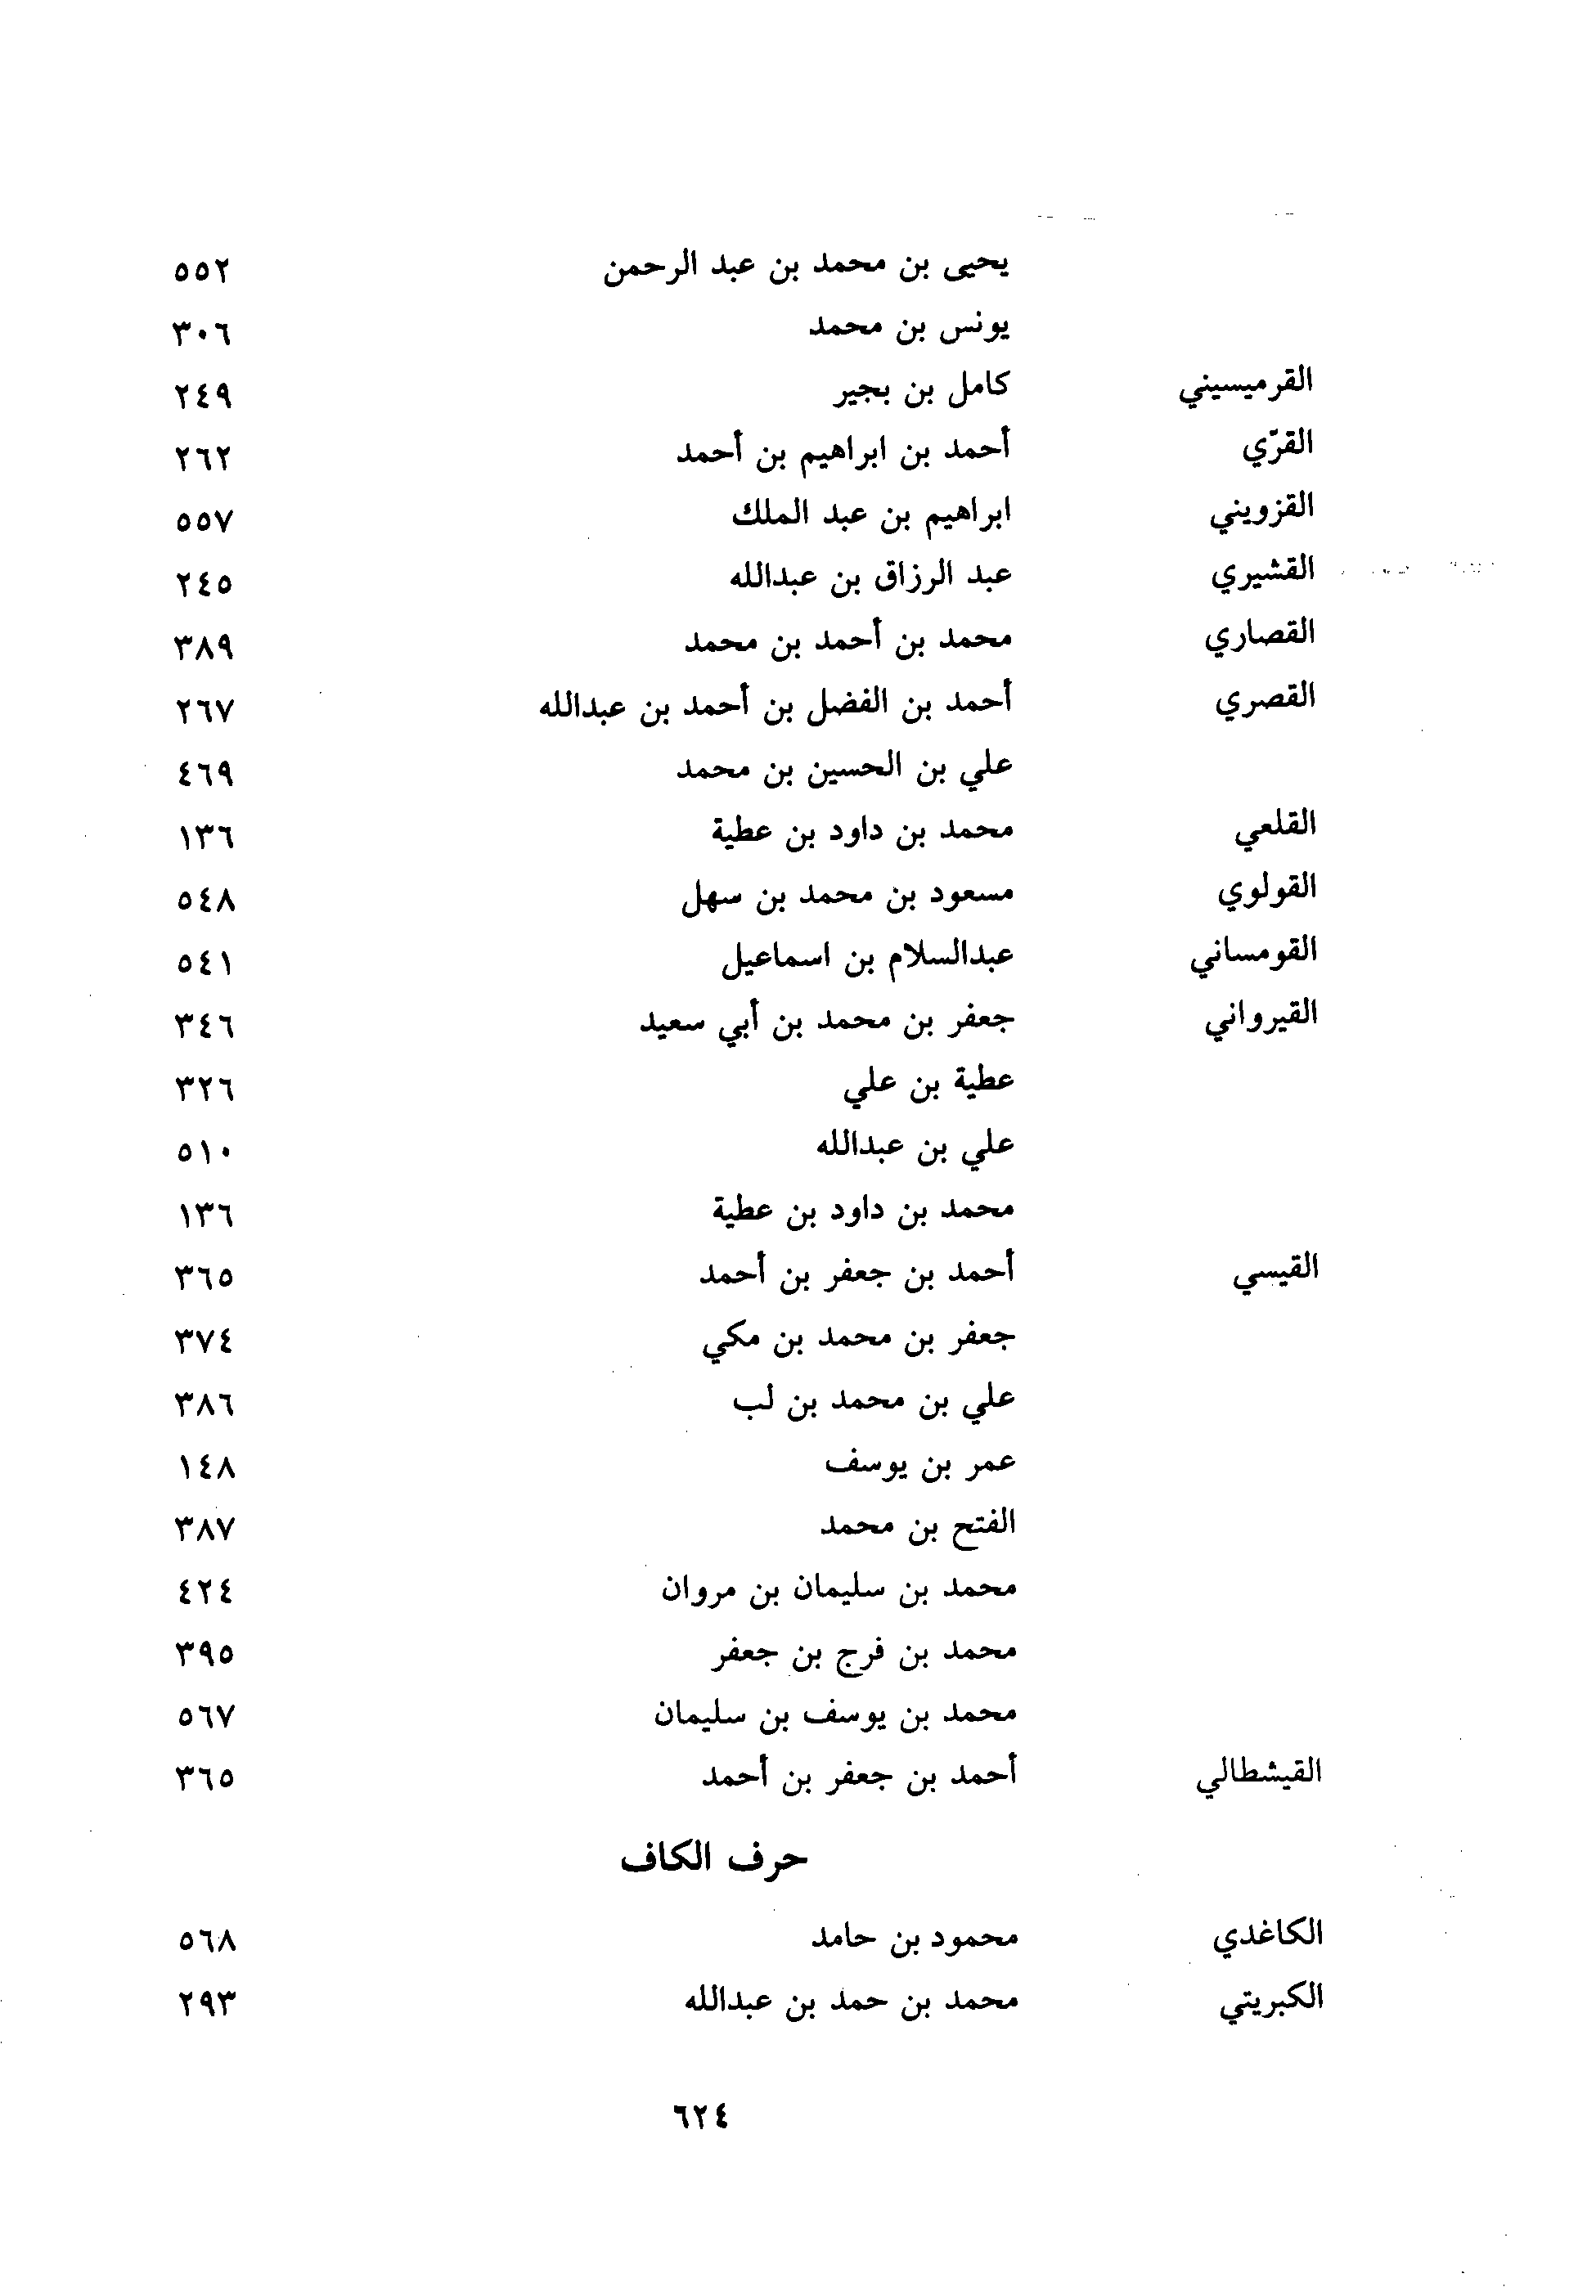 يحيى بن محمد بن عبد الرحمن ٥٥٢
يونس بن محمد ٣٠٦
القرميسيني كامل بن بجير ٢٤٩
القرّي أحمد بن ابراهيم بن أحمد ٢٦٢
القزويني ابراهيم بن عبد الملك ٥٥٧
القشيري عبد الرزاق بن عبدالله ٢٤٥
القصاري محمد بن أحمد بن محمد ٣٨٩
القصري أحمد بن الفضل بن أحمد بن عبدالله ٢٦٧
علي بن الحسين بن محمد ٤٦٩
القلعي محمد بن داود بن عطية ١٣٦
القولوي مسعود بن محمد بن سهل ٥٤٨
القومساني عبدالسلام بن اسماعيل ٥٤١
القيرواني جعفر بن محمد بن أبي سعيد ٣٤٦
عطية بن علي ٣٢٦
علي بن عبدالله ٥١٠
محمد بن داود بن عطية ١٣٦
القيسي أحمد بن جعفر بن أحمد ٣٦٥
جعفر بن محمد بن مكي ٣٧٤
علي بن محمد بن لب ٣٨٦
عمر بن يوسف ١٤٨
الفتح بن محمد ٣٨٧
محمد بن سليمان بن مروان ٤٢٤
محمد بن فرج بن جعفر ٣٩٥
محمد بن يوسف بن سليمان ٥٦٧
القيشطالي أحمد بن جعفر بن أحمد ٣٦٥
حرف الكاف
الكاغدي محمود بن حامد ٥٦٨
الكبريتي محمد بن حمد بن عبدالله ٢٩٣
٦٢٤